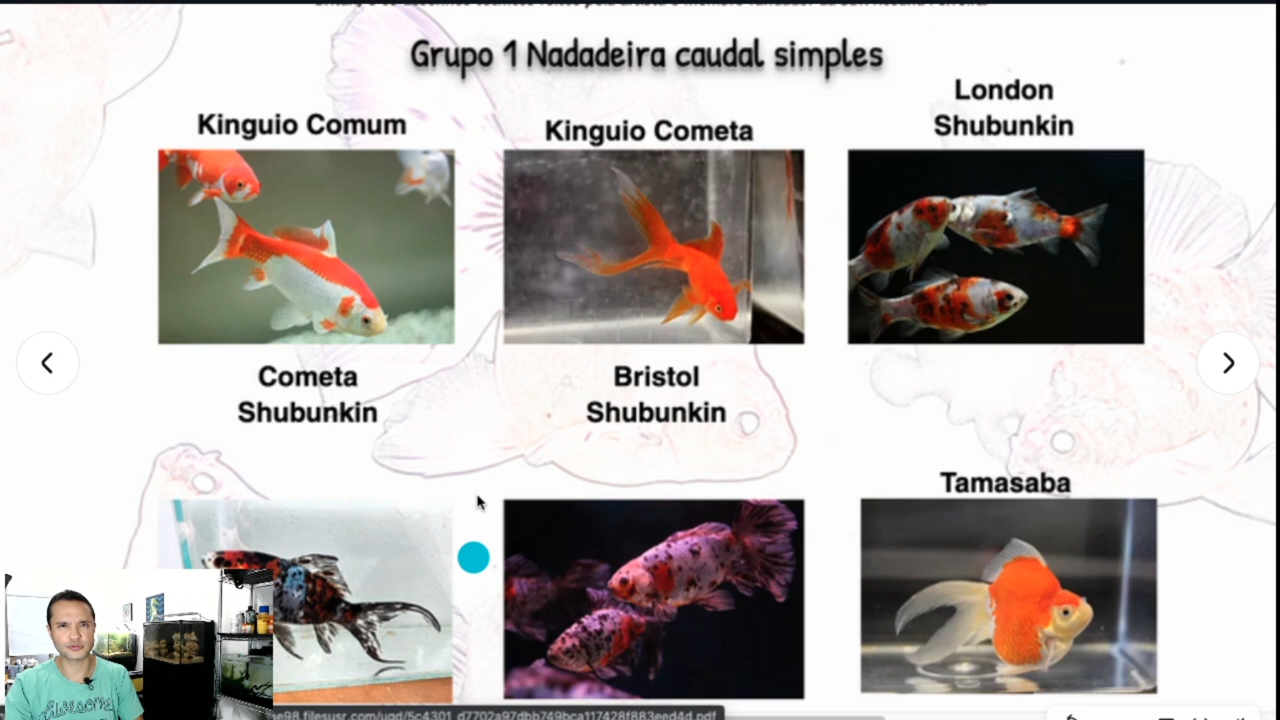 Grupo 1 Nadadeira caudal simples
Kinguio Comum
Kinguio Cometa
London
Shubunkin
Cometa
Shubunkin
Bristol
Shubunkin
Tamasaba